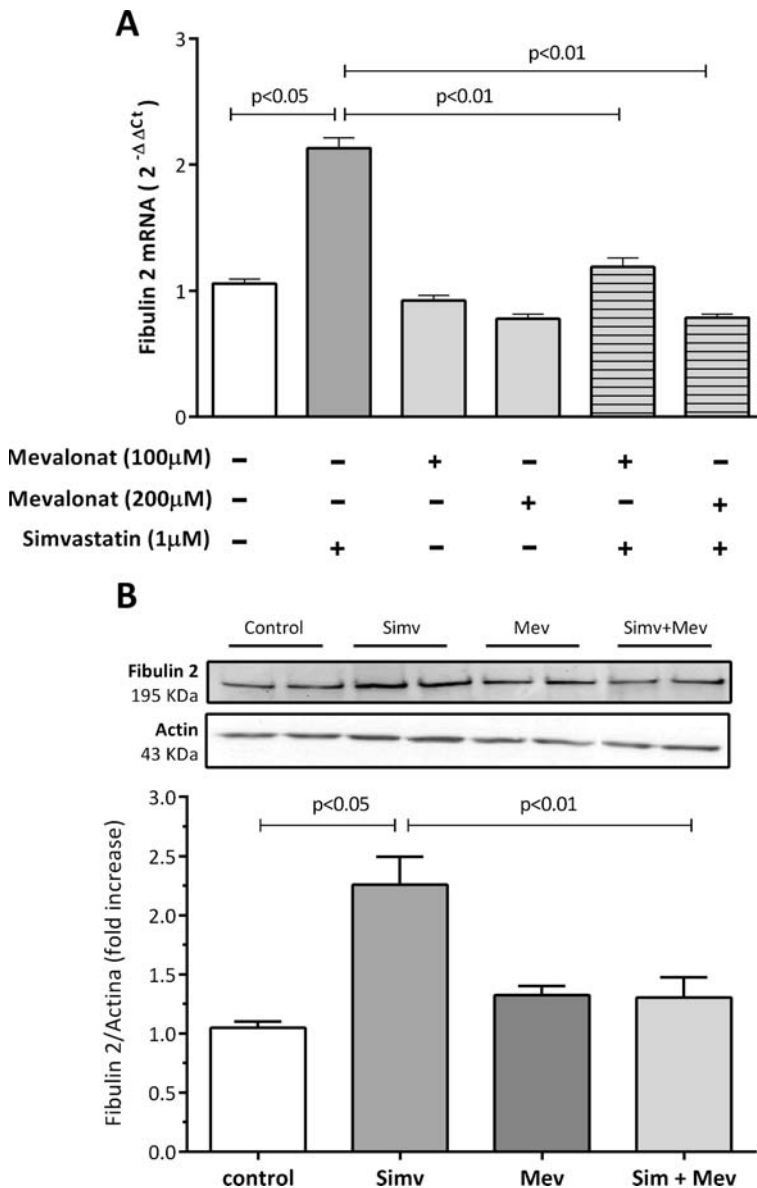 A
Fibulin 2 mRNA ( 2 -Δ ΔCt )
3
2
1
0
p<0.01
p<0.05
p<0.01
Mevalonat (100μM) – – + – + –
Mevalonat (200μM) – – – + – +
Simvastatin (1μM) – + – – + +
B
Control Simv Mev Simv+Mev
Fibulin 2
195 KDa
Actin
43 KDa
Fibulin 2/Actina (fold increase)
3.0
2.5
2.0
1.5
1.0
0.5
0.0
p<0.05 p<0.01
control Simv Mev Sim + Mev